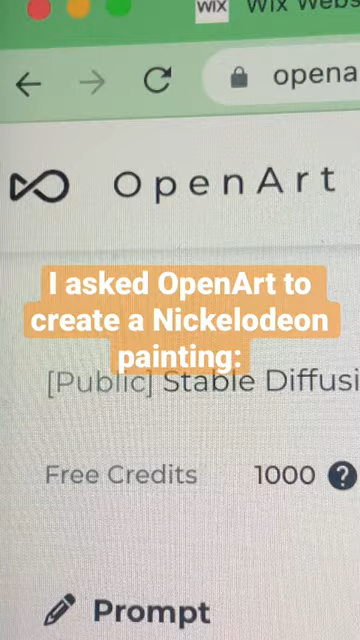 WIX
Wix Webs
opena
OpenArt
I asked OpenArt to
create a Nickelodeon
painting:
[Public] Stable Diffusi
Free Credits 1000 ?
Prompt